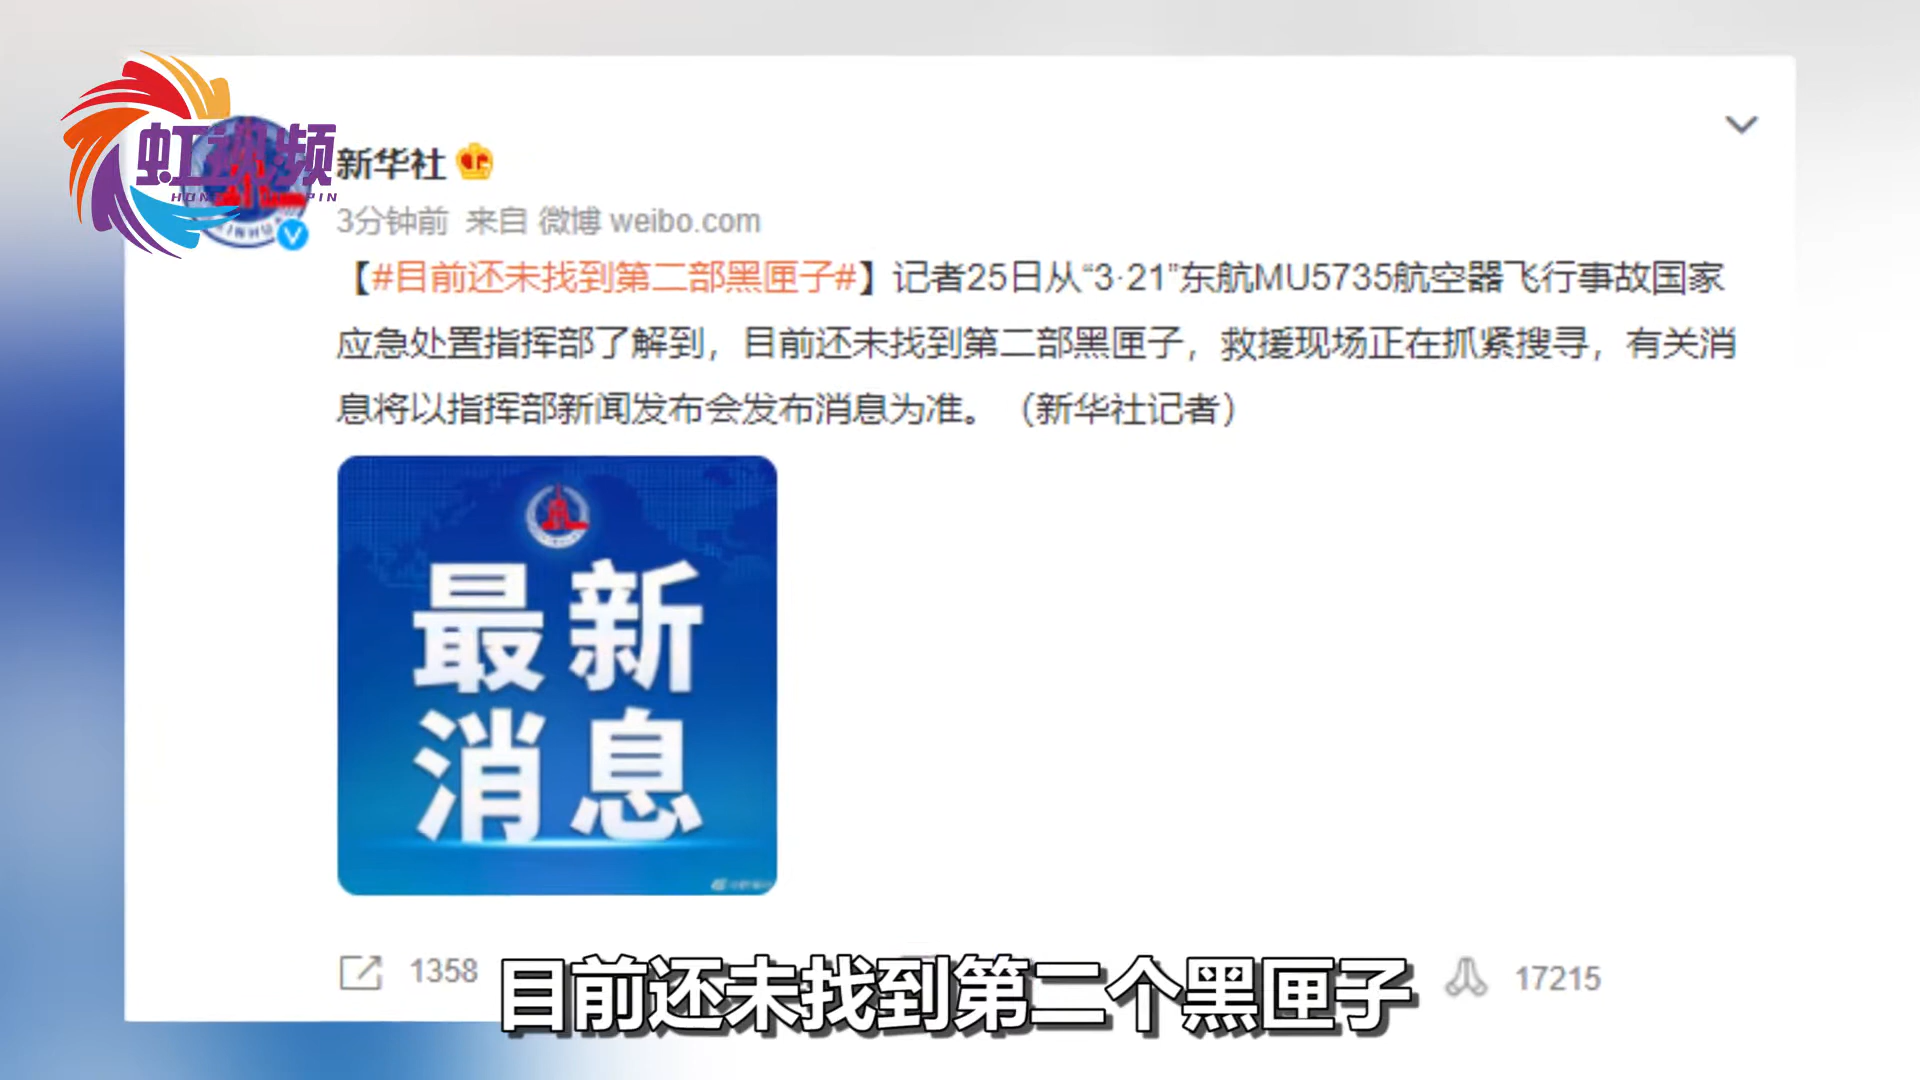 虹视频
新华社
3分钟前 来自 微博 weibo.com
【#目前还未找到第二部黑匣子#】记者25日从“3·21”东航MU5735航空器飞行事故国家
应急处置指挥部了解到，目前还未找到第二部黑匣子，救援现场正在抓紧搜寻，有关消
息将以指挥部新闻发布会发布消息为准。（新华社记者）
最新
消息
1358
17215
目前还未找到第二个黑匣子